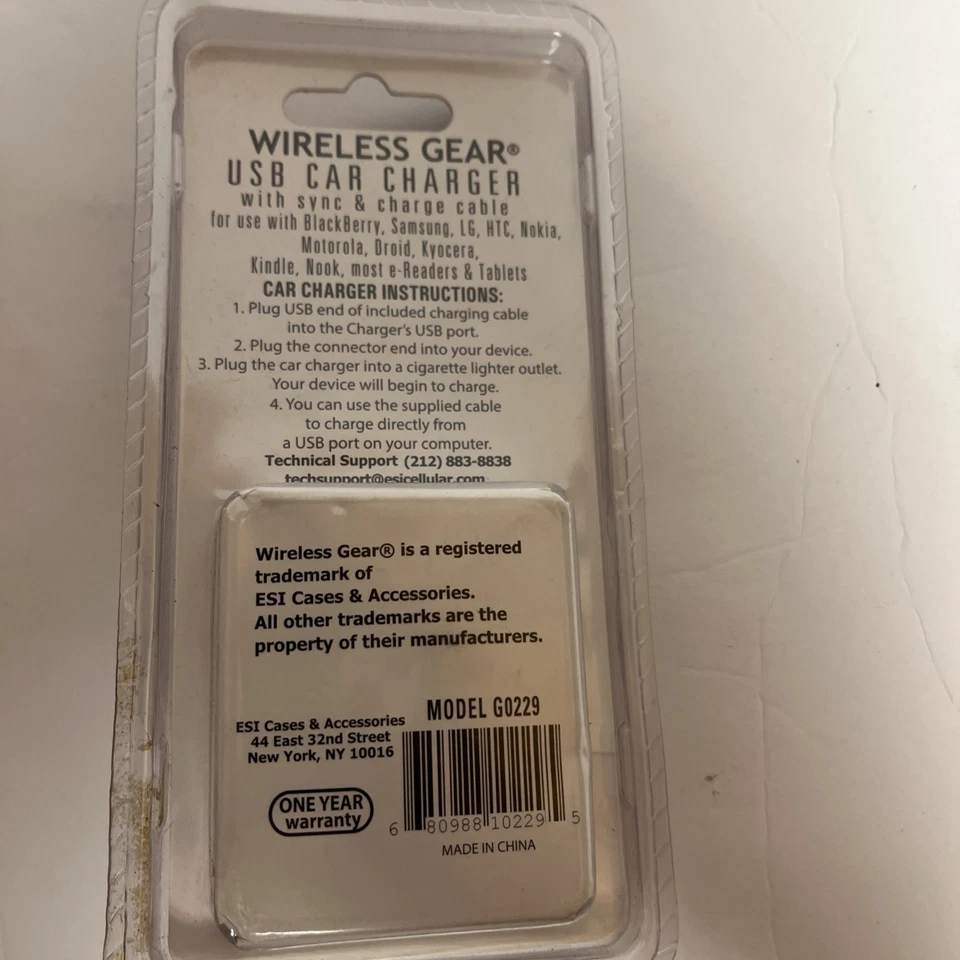 WIRELESS GEAR®
USB CAR CHARGER
with sync & charge cable
for use with BlackBerry, Samsung, LG, HTC, Nokia,
Motorola, Droid, Kyocera,
Kindle, Nook, most e-Readers & Tablets
CAR CHARGER INSTRUCTIONS:
1. Plug USB end of included charging cable
into the Charger's USB port.
2. Plug the connector end into your device.
3. Plug the car charger into a cigarette lighter outlet.
Your device will begin to charge.
4. You can use the supplied cable
to charge directly from
a USB port on your computer.
Technical Support (212) 883-8838
techsupport@esicellular.com
Wireless Gear® is a registered
trademark of
ESI Cases & Accessories.
All other trademarks are the
property of their manufacturers.
MODEL G0229
ESI Cases & Accessories
44 East 32nd Street
New York, NY 10016
ONE YEAR
warranty
6 80988 10229 5
MADE IN CHINA